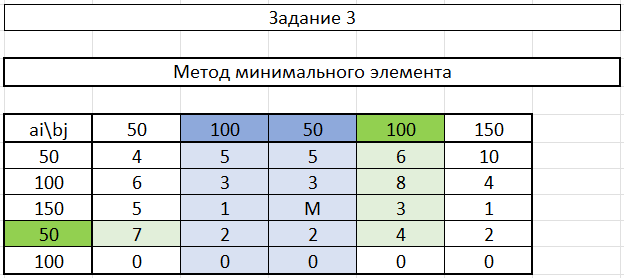 Задание 3
Метод минимального элемента
ai\bj 50 100 50 100 150
50 4 5 5 6 10
100 6 3 3 8 4
150 5 1 M 3 1
50 7 2 2 4 2
100 0 0 0 0 0